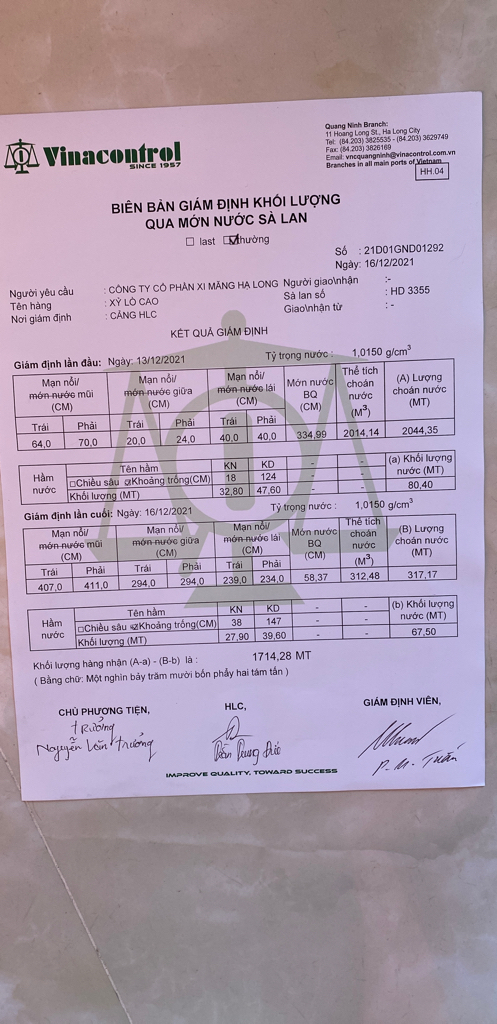 Vinacontrol
SINCE 1957
Quang Ninh Branch:
11 Hoang Long St., Ha Long City
Tel: (84.203) 3825535 - (84.203) 3629749
Fax: (84.203) 3826169
Email: vncquangninh@vinacontrol.com.vn
Branches in all main ports of Vietnam
HH.04
BIÊN BẢN GIÁM ĐỊNH KHỐI LƯỢNG
QUA MỚN NƯỚC SÀ LAN
last thường
Số : 21D01GND01292
Ngày: 16/12/2021
Người yêu cầu : CÔNG TY CỔ PHẦN XI MĂNG HẠ LONG Người giao\nhận :-
Tên hàng : XỶ LÒ CAO Sà lan số : HD 3355
Nơi giám định : CẢNG HLC Giao\nhận từ : -
KẾT QUẢ GIÁM ĐỊNH
Giám định lần đầu: Ngày: 13/12/2021 Tỷ trọng nước : 1,0150 g/cm³
Mạn nổi/ món nước mũi (CM) Mạn nổi/ món nước giữa (CM) Mạn nổi/ món nước lái (CM) Món nước BQ (CM) Thể tích choán nước (M³) (A) Lượng choán nước (MT)
Trái Phải Trái Phải Trái Phải
64,0 70,0 20,0 24,0 40,0 40,0 334,99 2014,14 2044,35
Hầm nước Tên hầm KN KD - - (a) Khối lượng nước (MT)
Chiều sâu Khoảng trống(CM) 18 124 - -
Khối lượng (MT) 32,80 47,60 - - 80,40
Giám định lần cuối: Ngày: 16/12/2021 Tỷ trọng nước : 1,0150 g/cm³
Mạn nổi/ món nước mũi (CM) Mạn nổi/ món nước giữa (CM) Mạn nổi/ món nước lái (CM) Món nước BQ (CM) Thể tích choán nước (M³) (B) Lượng choán nước (MT)
Trái Phải Trái Phải Trái Phải
407,0 411,0 294,0 294,0 239,0 234,0 58,37 312,48 317,17
Hầm nước Tên hầm KN KD - - (b) Khối lượng nước (MT)
Chiều sâu Khoảng trống(CM) 38 147 - -
Khối lượng (MT) 27,90 39,60 - - 67,50
Khối lượng hàng nhận (A-a) - (B-b) là : 1714,28 MT
( Bằng chữ: Một nghìn bảy trăm mười bốn phẩy hai tám tấn )
CHỦ PHƯƠNG TIỆN, HLC, GIÁM ĐỊNH VIÊN,
Trưởng
Nguyễn Văn Trưởng
Trần Trung Đức
P.M. Tuấn
IMPROVE QUALITY, TOWARD SUCCESS